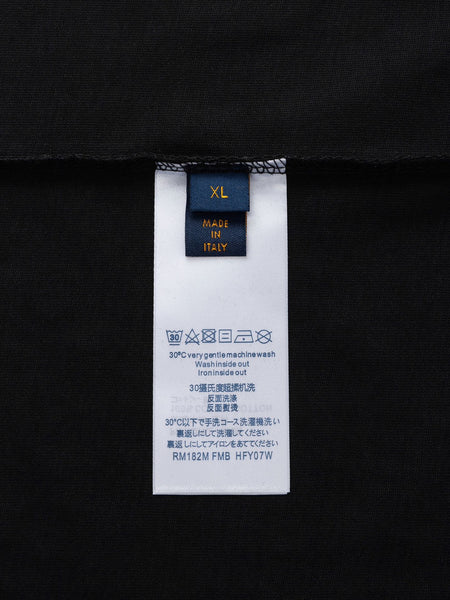 XL
MADE
IN
ITALY
30
30°C very gentle machine wash
Wash inside out
Iron inside out
30摄氏度超揉机洗
反面洗涤
反面熨烫
30℃以下で手洗コース洗濯機洗い
裏返しにして洗濯してください
裏返しにしてアイロンをあててください
RM182M FMB HFY07W